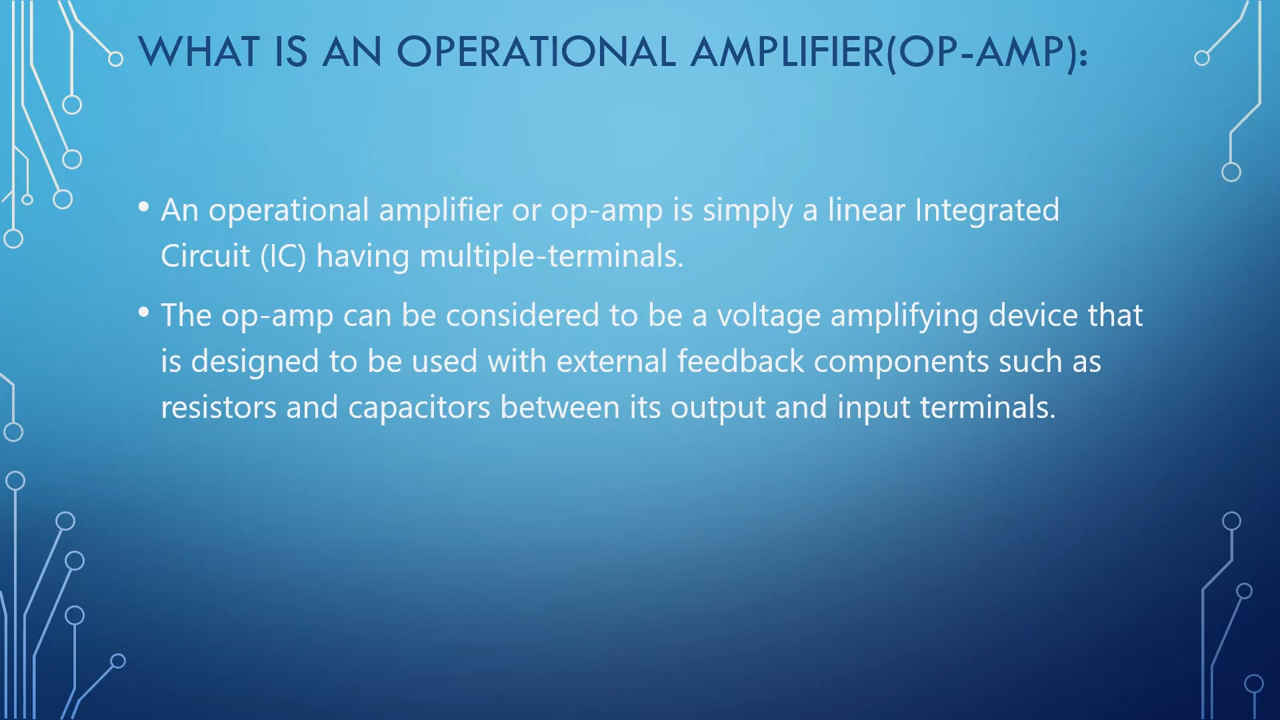 WHAT IS AN OPERATIONAL AMPLIFIER(OP-AMP):
• An operational amplifier or op-amp is simply a linear Integrated
Circuit (IC) having multiple-terminals.
• The op-amp can be considered to be a voltage amplifying device that
is designed to be used with external feedback components such as
resistors and capacitors between its output and input terminals.